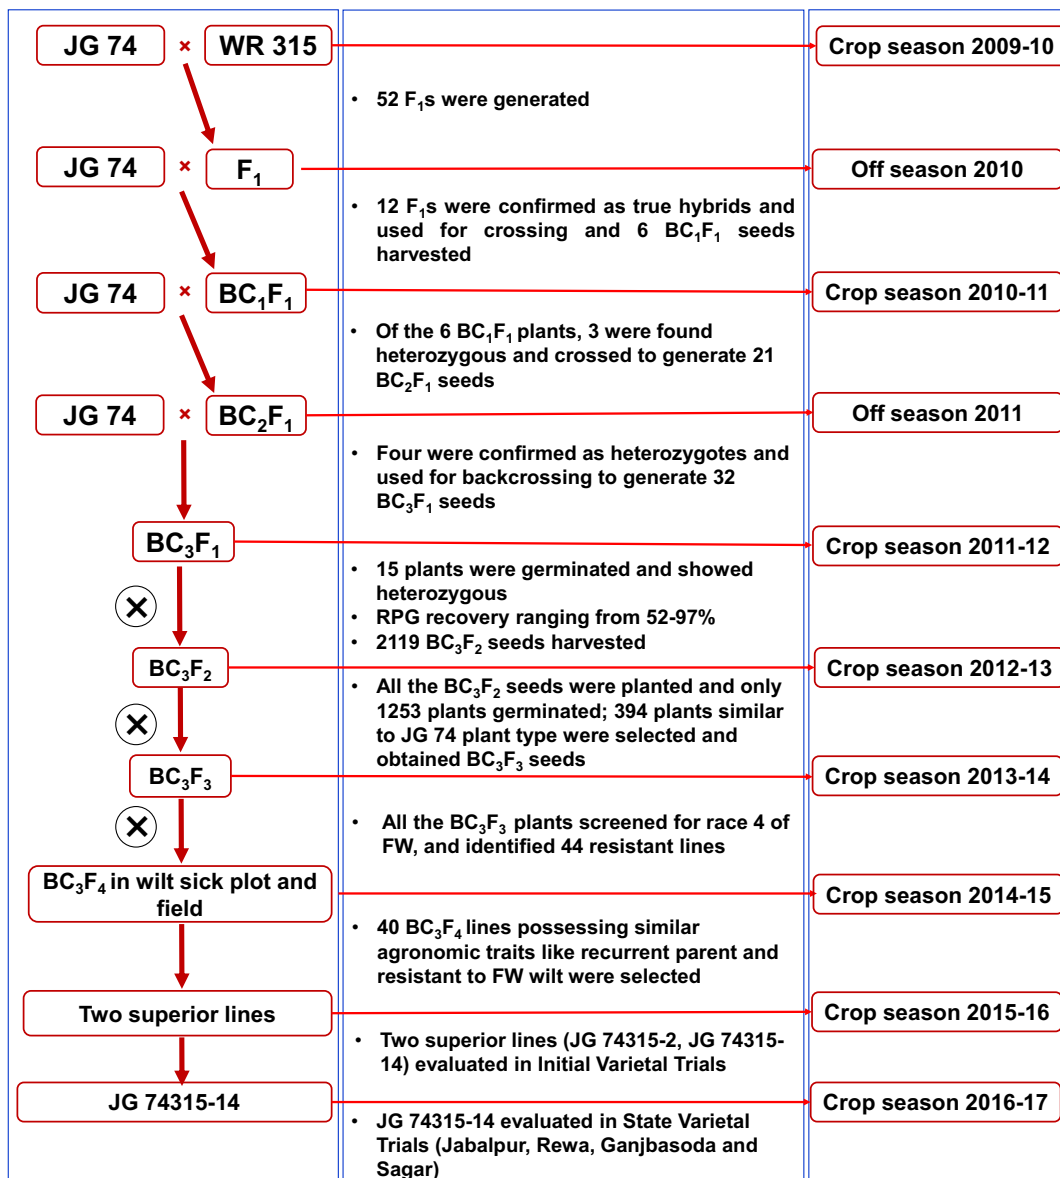 JG 74 × WR 315 Crop season 2009-10
• 52 F₁s were generated
JG 74 × F₁ Off season 2010
• 12 F₁s were confirmed as true hybrids and
used for crossing and 6 BC₁F₁ seeds
harvested
JG 74 × BC₁F₁ Crop season 2010-11
• Of the 6 BC₁F₁ plants, 3 were found
heterozygous and crossed to generate 21
BC₂F₁ seeds
JG 74 × BC₂F₁ Off season 2011
• Four were confirmed as heterozygotes and
used for backcrossing to generate 32
BC₃F₁ seeds
BC₃F₁ Crop season 2011-12
• 15 plants were germinated and showed
heterozygous
• RPG recovery ranging from 52-97%
• 2119 BC₃F₂ seeds harvested
BC₃F₂ Crop season 2012-13
• All the BC₃F₂ seeds were planted and only
1253 plants germinated; 394 plants similar
to JG 74 plant type were selected and
obtained BC₃F₃ seeds
BC₃F₃ Crop season 2013-14
• All the BC₃F₃ plants screened for race 4 of
FW, and identified 44 resistant lines
BC₃F₄ in wilt sick plot and
field
Crop season 2014-15
• 40 BC₃F₄ lines possessing similar
agronomic traits like recurrent parent and
resistant to FW wilt were selected
Two superior lines Crop season 2015-16
• Two superior lines (JG 74315-2, JG 74315-
14) evaluated in Initial Varietal Trials
JG 74315-14 Crop season 2016-17
• JG 74315-14 evaluated in State Varietal
Trials (Jabalpur, Rewa, Ganjbasoda and
Sagar)